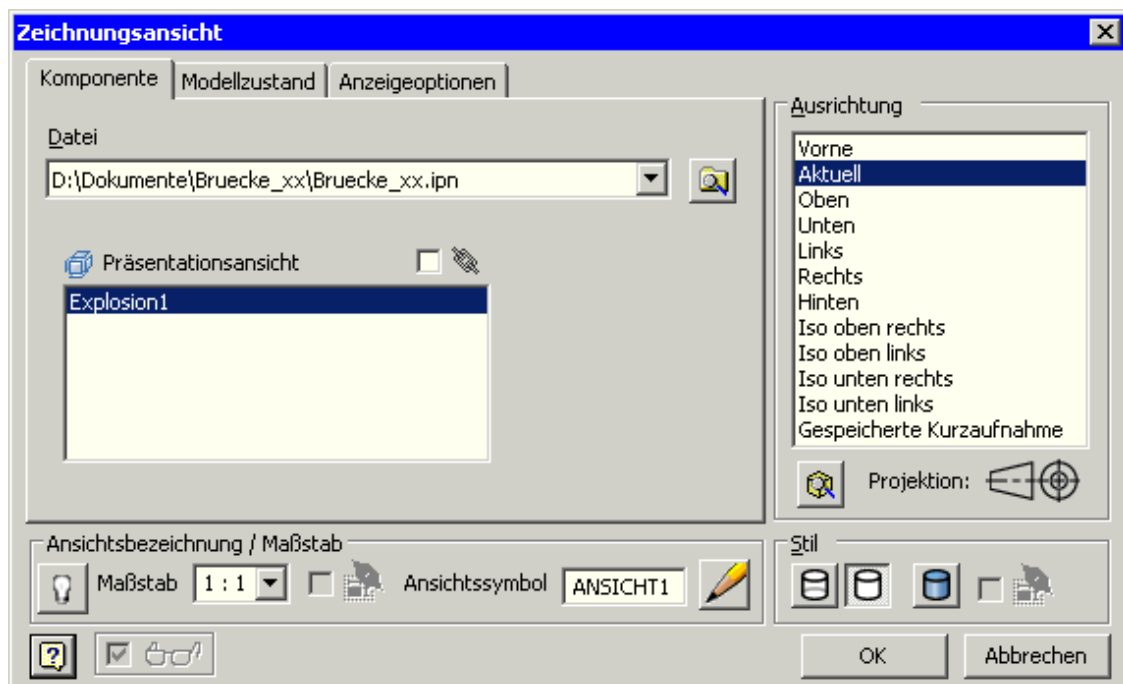 Zeichnungsansicht
Komponente Modellzustand Anzeigeoptionen
Datei
D:\Dokumente\Bruecke_xx\Bruecke_xx.ipn
Präsentationsansicht
Explosion1
Ausrichtung
Vorne
Aktuell
Oben
Unten
Links
Rechts
Hinten
Iso oben rechts
Iso oben links
Iso unten rechts
Iso unten links
Gespeicherte Kurzaufnahme
Projektion:
Ansichtsbezeichnung / Maßstab
Maßstab 1 : 1 Ansichtssymbol ANSICHT1
Stil
OK Abbrechen